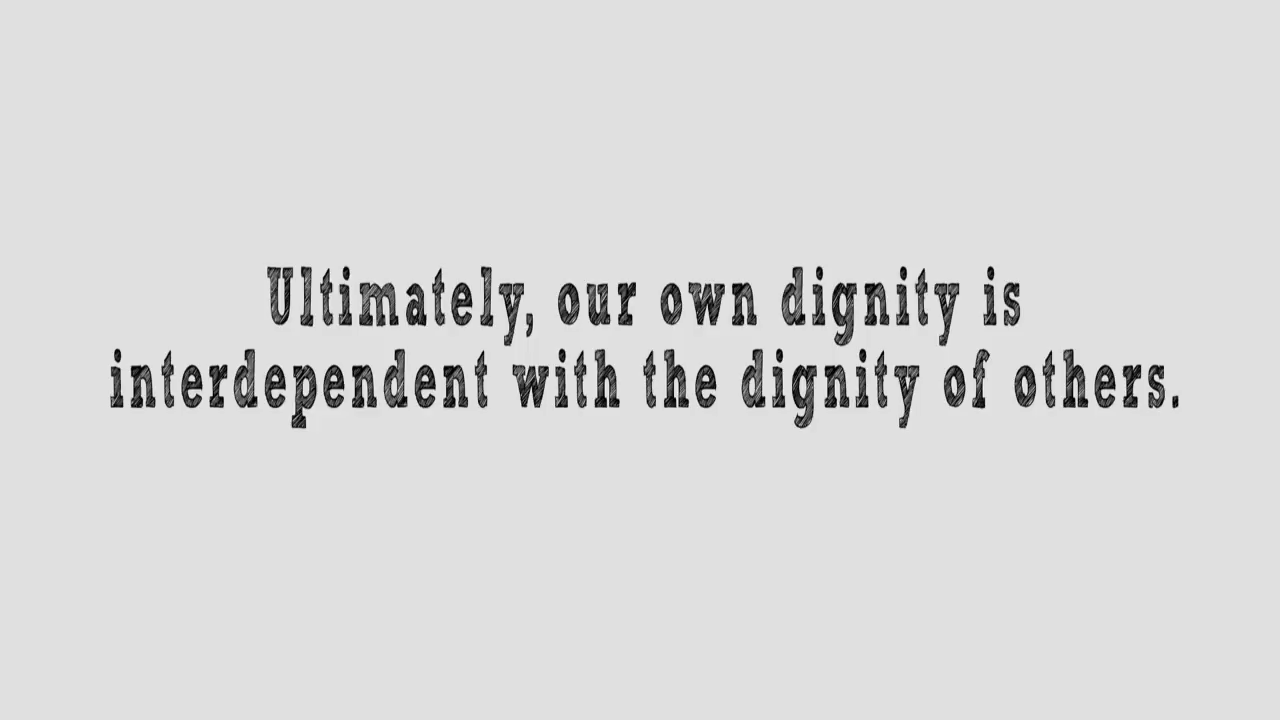 Ultimately, our own dignity is
interdependent with the dignity of others.